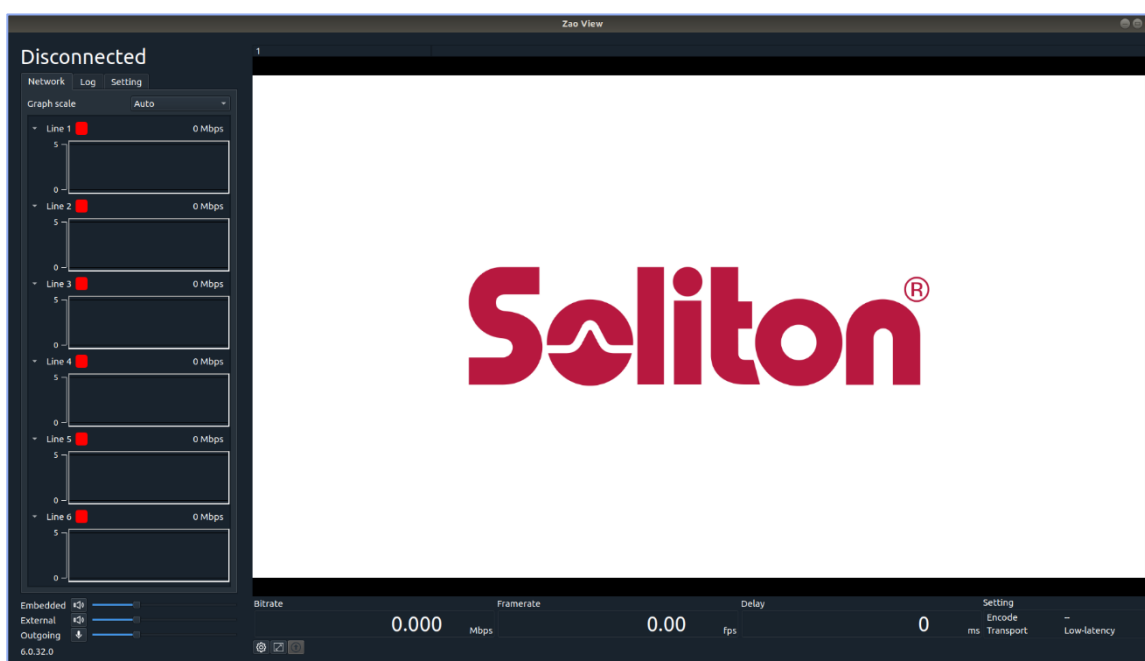 Zao View
Disconnected
1
Network Log Setting
Graph scale Auto
Line 1 0 Mbps
5
0
Line 2 0 Mbps
5
0
Line 3 0 Mbps
5
0
Line 4 0 Mbps
5
0
Line 5 0 Mbps
5
0
Line 6 0 Mbps
5
0
Soliton®
Embedded
External
Outgoing
6.0.32.0
Bitrate Framerate Delay Setting
0.000 Mbps 0.00 fps 0 ms
Encode –
Transport Low-latency